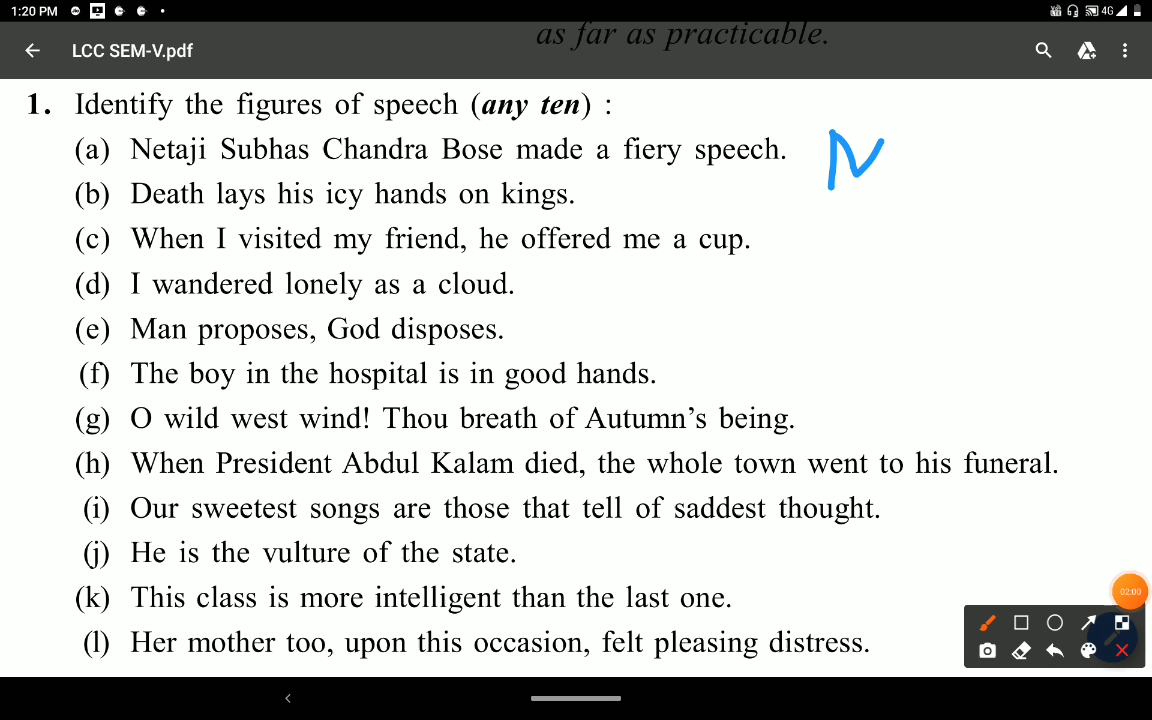 1:20 PM
4G
as far as practicable.
LCC SEM-V.pdf
1. Identify the figures of speech (any ten) :
(a) Netaji Subhas Chandra Bose made a fiery speech.
N
(b) Death lays his icy hands on kings.
(c) When I visited my friend, he offered me a cup.
(d) I wandered lonely as a cloud.
(e) Man proposes, God disposes.
(f) The boy in the hospital is in good hands.
(g) O wild west wind! Thou breath of Autumn's being.
(h) When President Abdul Kalam died, the whole town went to his funeral.
(i) Our sweetest songs are those that tell of saddest thought.
(j) He is the vulture of the state.
(k) This class is more intelligent than the last one.
02:00
(l) Her mother too, upon this occasion, felt pleasing distress.